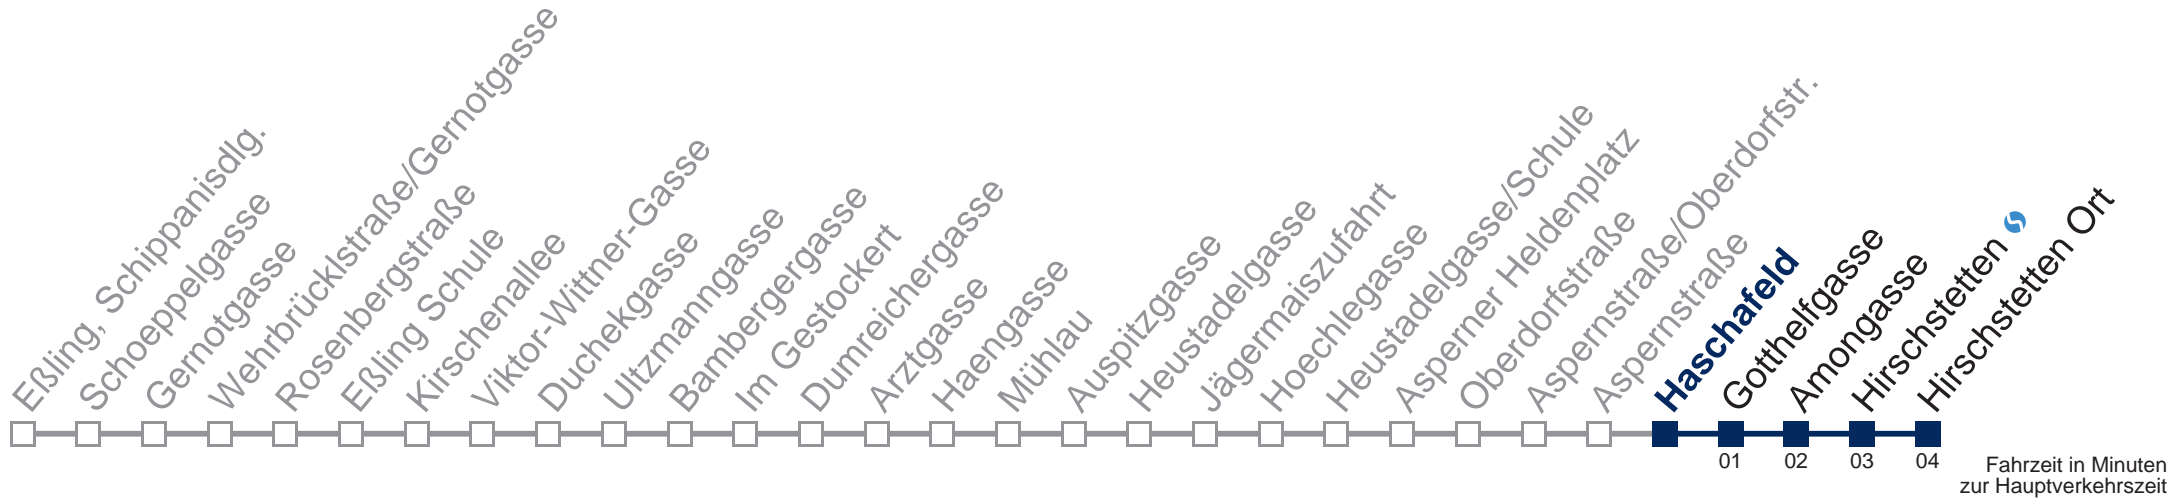 Eßling, Schippanisdlg.
Schoeppelgasse
Gernotgasse
Wehrbrücklstraße/Gernotgasse
Rosenbergstraße
Eßling Schule
Kirschenallee
Viktor-Wittner-Gasse
Duchekgasse
Ultzmanngasse
Bambergergasse
Im Gestockert
Dumreichergasse
Arztgasse
Haengasse
Mühlau
Auspitzgasse
Heustadelgasse
Jägermaiszufahrt
Hoechlegasse
Heustadelgasse/Schule
Asperner Heldenplatz
Oberdorfstraße
Aspernstraße/Oberdorfstr.
Aspernstraße
Haschafeld
Gotthelfgasse
Amongasse
Hirschstetten
Hirschstetten Ort
01 02 03 04
Fahrzeit in Minuten
zur Hauptverkehrszeit